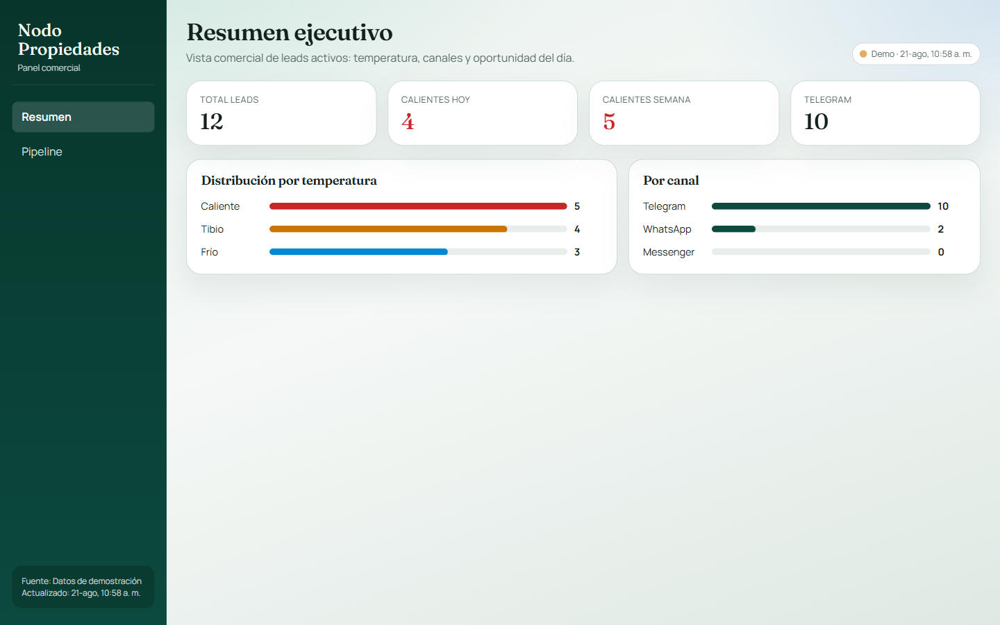 Nodo
Propiedades
Panel comercial
Resumen
Pipeline
Fuente: Datos de demostración
Actualizado: 21-ago, 10:58 a. m.
Resumen ejecutivo
Vista comercial de leads activos: temperatura, canales y oportunidad del día.
Demo · 21-ago, 10:58 a. m.
TOTAL LEADS
12
CALIENTES HOY
4
CALIENTES SEMANA
5
TELEGRAM
10
Distribución por temperatura
Caliente 5
Tibio 4
Frío 3
Por canal
Telegram 10
WhatsApp 2
Messenger 0